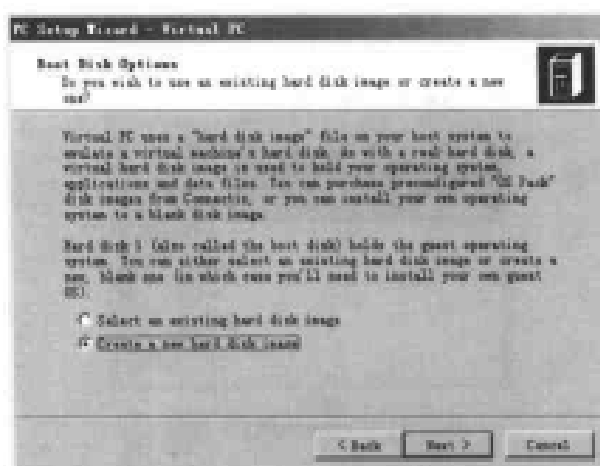 PC Setup Wizard - Virtual PC
Boot Disk Options
Do you wish to use an existing hard disk image or create a new
one?
Virtual PC uses a "hard disk image" file on your host system to
emulate a virtual machine's hard disk. As with a real hard disk, a
virtual hard disk image is used to hold your operating system,
applications and data files. You can purchase preconfigured "OS Pack"
disk images from Connectix, or you can install your own operating
system to a blank disk image.
Hard disk 1 (also called the boot disk) holds the guest operating
system. You can either select an existing hard disk image or create a
new, blank one (in which case you'll need to install your own guest
OS).
Select an existing hard disk image
Create a new hard disk image
< Back
Next >
Cancel